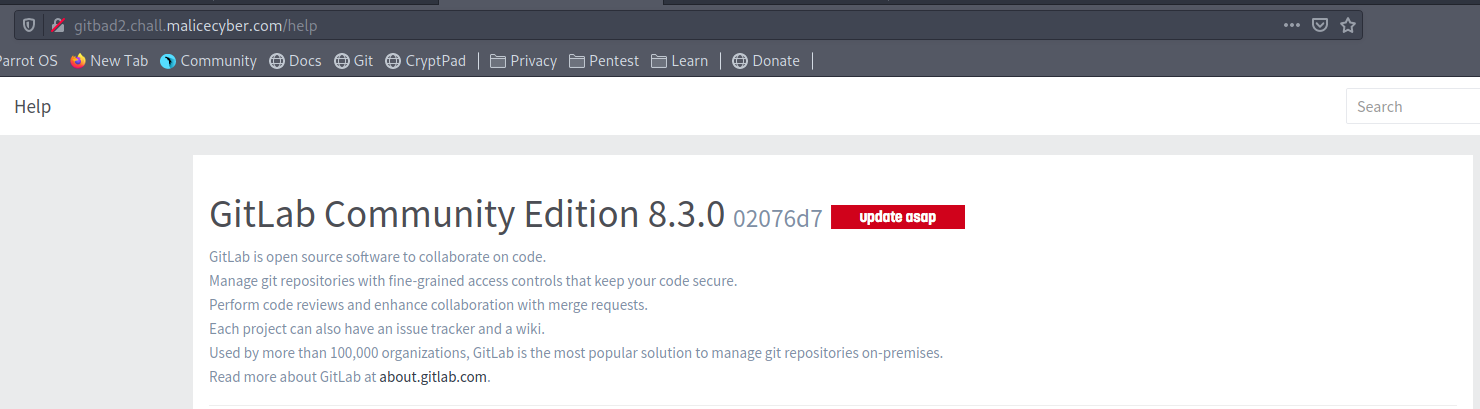 gitbad2.chall.malicecyber.com/help
Parrot OS New Tab Community Docs Git CryptPad Privacy Pentest Learn Donate
Help Search
GitLab Community Edition 8.3.0 02076d7 update asap
GitLab is open source software to collaborate on code.
Manage git repositories with fine-grained access controls that keep your code secure.
Perform code reviews and enhance collaboration with merge requests.
Each project can also have an issue tracker and a wiki.
Used by more than 100,000 organizations, GitLab is the most popular solution to manage git repositories on-premises.
Read more about GitLab at about.gitlab.com.